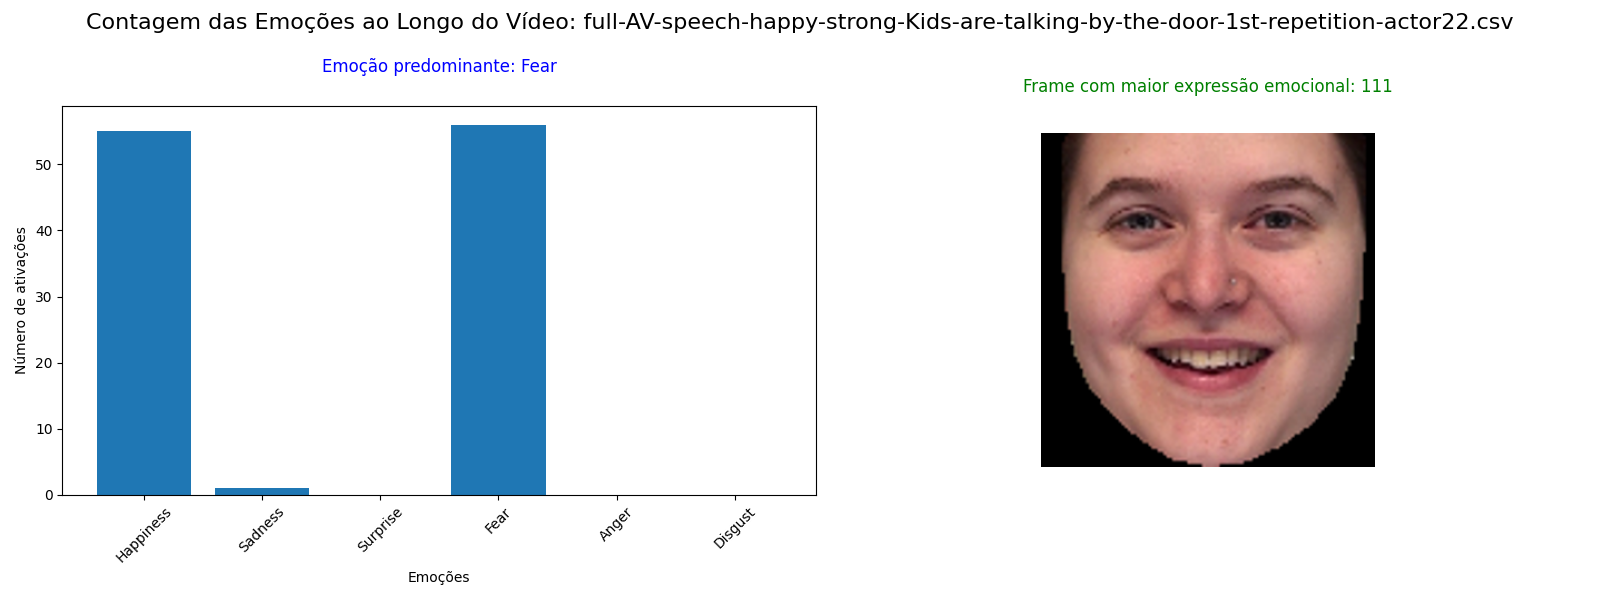 Contagem das Emoções ao Longo do Vídeo: full-AV-speech-happy-strong-Kids-are-talking-by-the-door-1st-repetition-actor22.csv
Emoção predominante: Fear
Número de ativações
50
40
30
20
10
0
Happiness
Sadness
Surprise
Fear
Anger
Disgust
Emoções
Frame com maior expressão emocional: 111